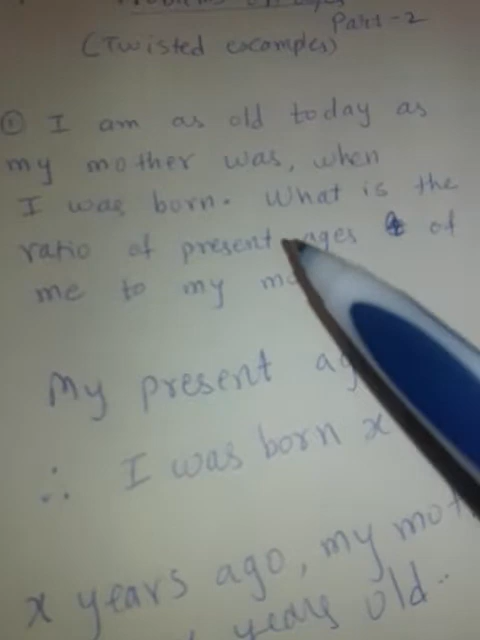 Part-2
(Twisted examples)
① I am as old today as
my mother was, when
I was born. What is the
ratio of present ages of
me to my
My present
∴ I was born x
x years ago, my
years old..